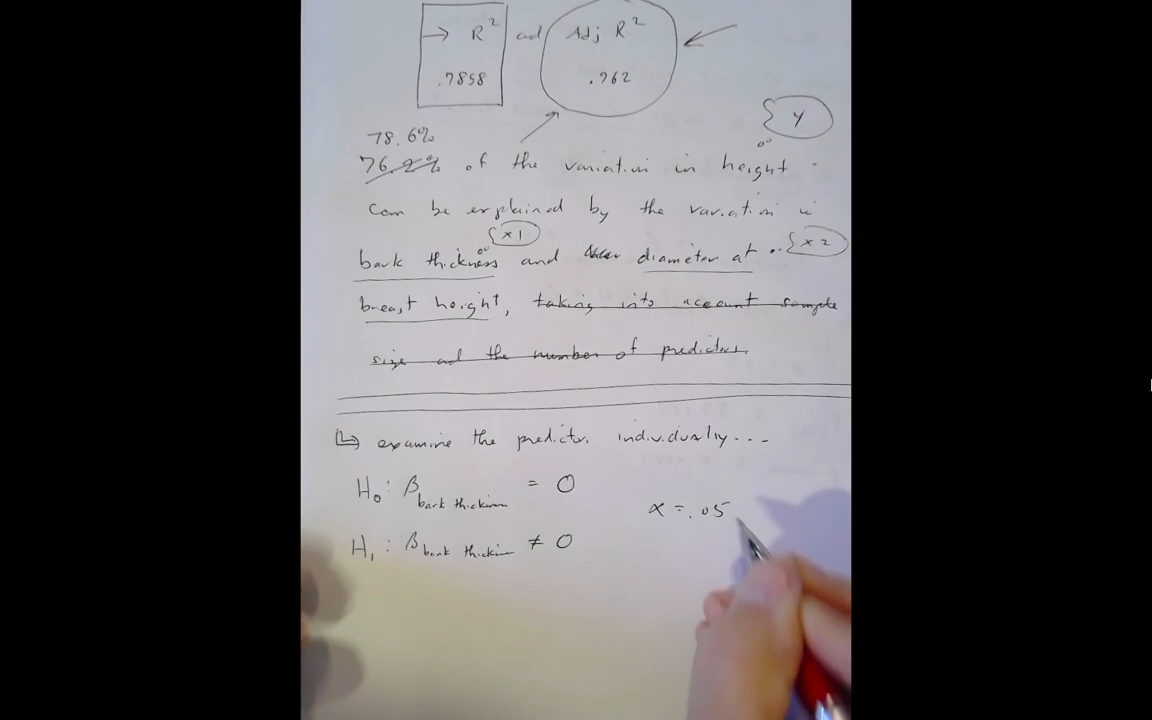 → R² and Adj R²
.7858 .762
{ y
78.6%
76.2% of the variation in height
can be explained by the variation in
{ x1 { x2
bark thickness and diameter at
breast height, taking into account sample
size and the number of predictors.
↳ examine the predictors individually...
H₀: β bark thickness = 0
α = .05
H₁: β bark thickness ≠ 0